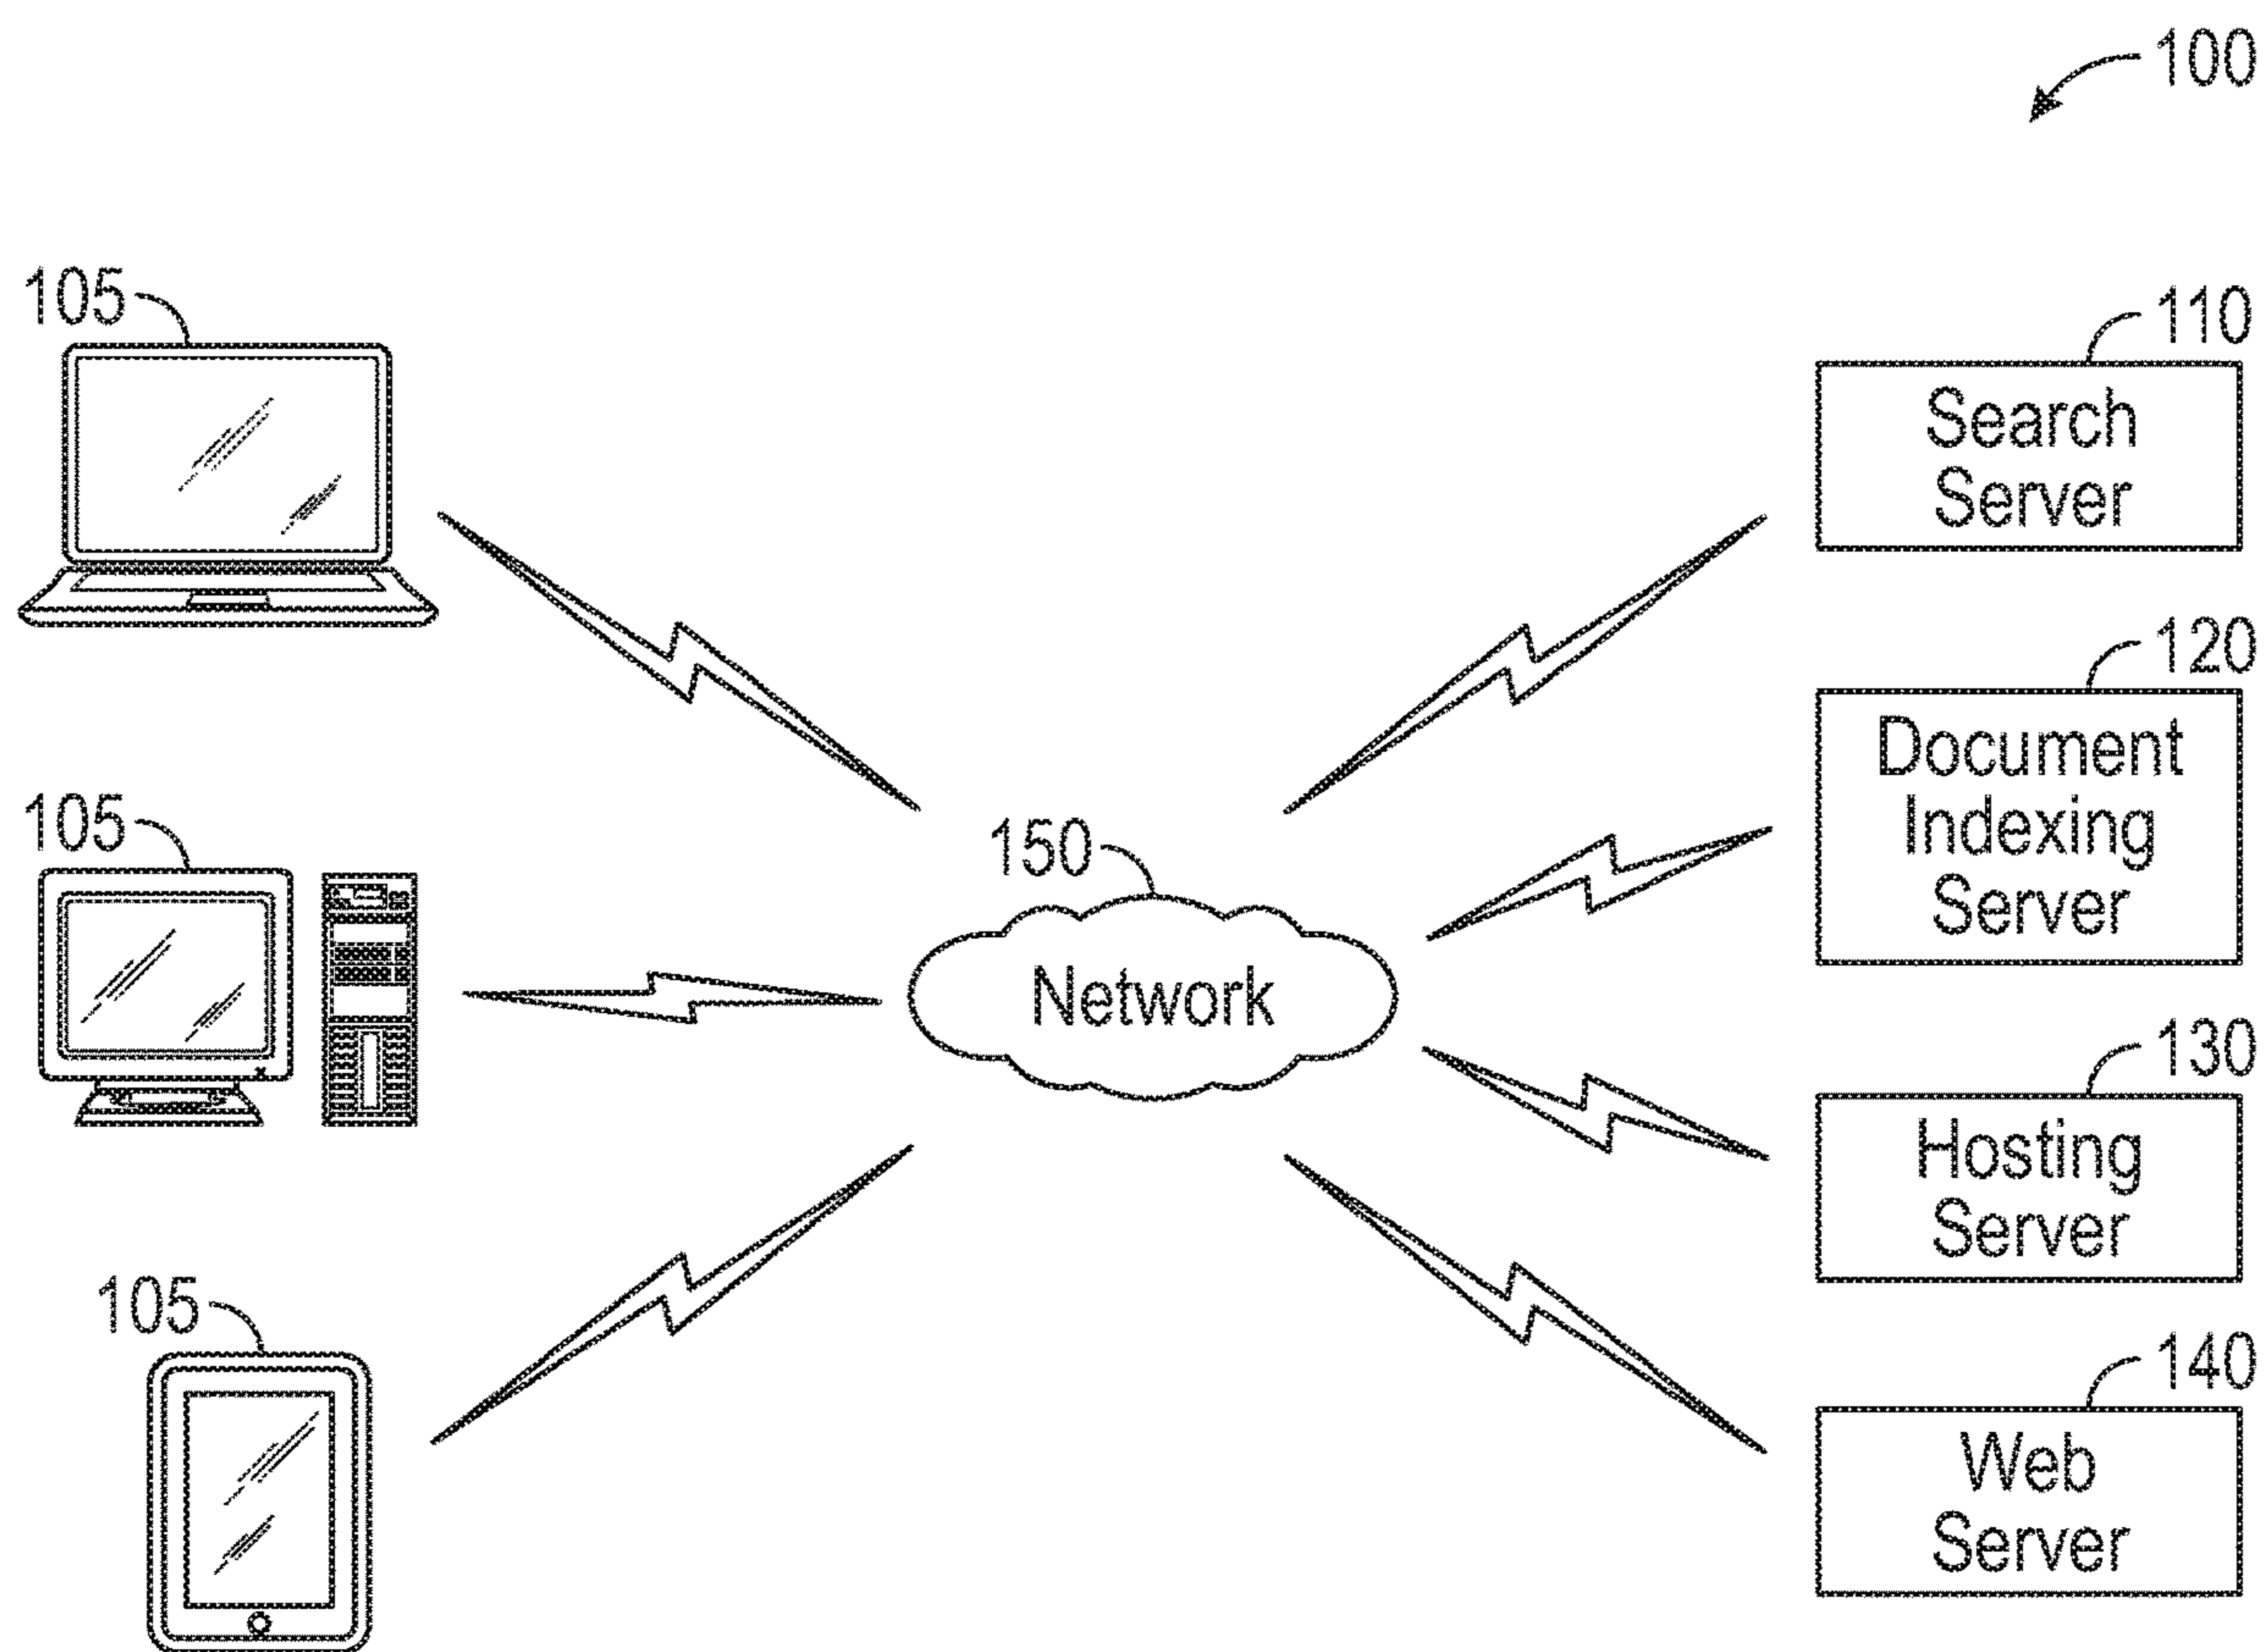 100
105
110
Search
Server
120
Document
Indexing
Server
105
150
Network
130
Hosting
Server
105
140
Web
Server